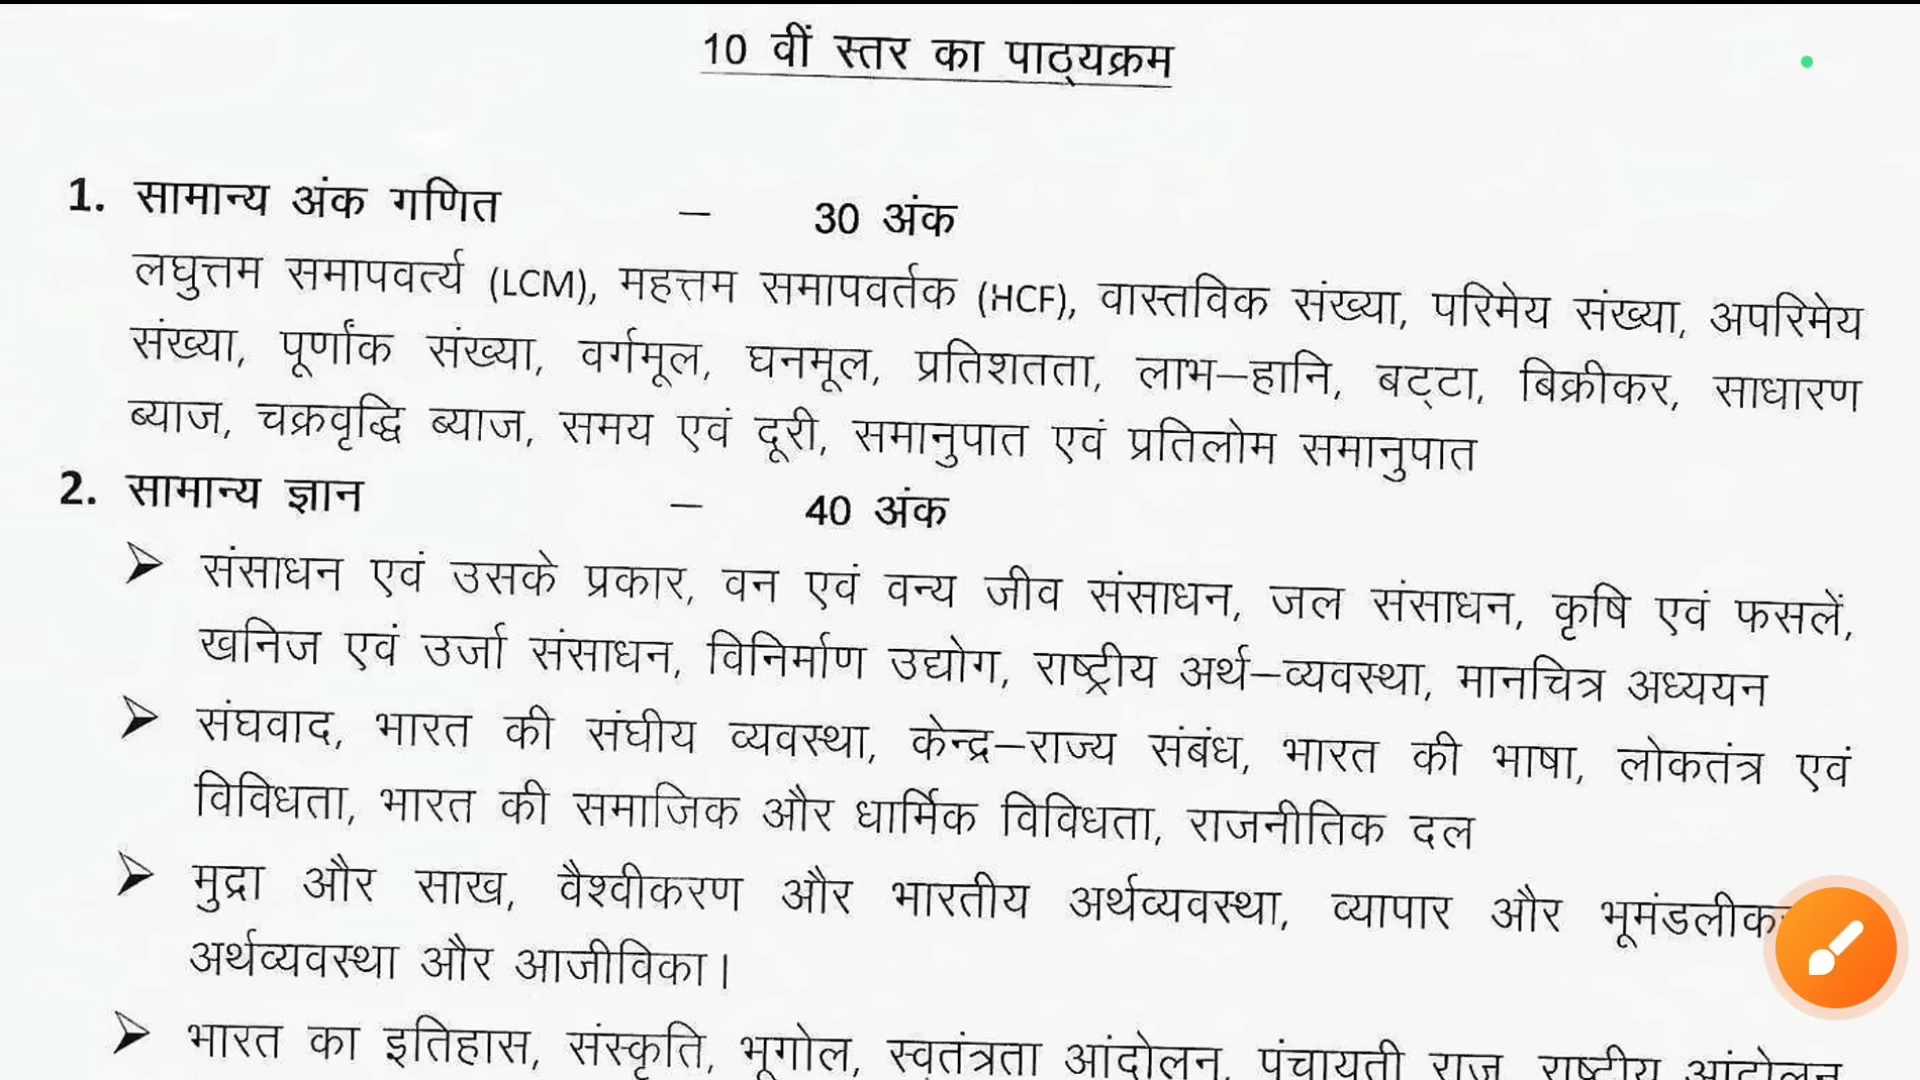 10 वीं स्तर का पाठ्यक्रम
1. सामान्य अंक गणित – 30 अंक
लघुत्तम समापवर्त्य (LCM), महत्तम समापवर्तक (HCF), वास्तविक संख्या, परिमेय संख्या, अपरिमेय
संख्या, पूर्णांक संख्या, वर्गमूल, घनमूल, प्रतिशतता, लाभ–हानि, बट्टा, बिक्रीकर, साधारण
ब्याज, चक्रवृद्धि ब्याज, समय एवं दूरी, समानुपात एवं प्रतिलोम समानुपात
2. सामान्य ज्ञान – 40 अंक
➢ संसाधन एवं उसके प्रकार, वन एवं वन्य जीव संसाधन, जल संसाधन, कृषि एवं फसलें,
खनिज एवं उर्जा संसाधन, विनिर्माण उद्योग, राष्ट्रीय अर्थ–व्यवस्था, मानचित्र अध्ययन
➢ संघवाद, भारत की संघीय व्यवस्था, केन्द्र–राज्य संबंध, भारत की भाषा, लोकतंत्र एवं
विविधता, भारत की समाजिक और धार्मिक विविधता, राजनीतिक दल
➢ मुद्रा और साख, वैश्वीकरण और भारतीय अर्थव्यवस्था, व्यापार और
अर्थव्यवस्था और आजीविका।
➢ भारत का इतिहास, संस्कृति, भूगोल, स्वतंत्रता आंदोलन, पंचायती राज, राष्ट्रीय आंदोलन